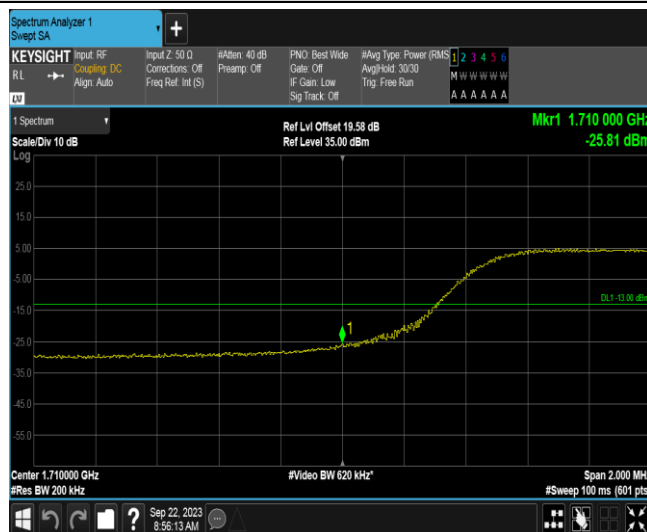 Spectrum Analyzer 1
Swept SA
+
KEYSIGHT
RL
LXI
Input: RF
Coupling: DC
Align: Auto
Input Z: 50 Ω
Corrections: Off
Freq Ref: Int (S)
#Atten: 40 dB
Preamp: Off
PNO: Best Wide
Gate: Off
IF Gain: Low
Sig Track: Off
#Avg Type: Power (RMS
Avg|Hold: 30/30
Trig: Free Run
1 2 3 4 5 6
M W W W W W
A A A A A A
1 Spectrum
Scale/Div 10 dB
Log
Ref Lvl Offset 19.58 dB
Ref Level 35.00 dBm
Mkr1 1.710 000 GHz
-25.81 dBm
25.0
15.0
5.00
-5.00
-15.0
-25.0
-35.0
-45.0
-55.0
DL1 -13.00 dBm
1
Center 1.710000 GHz
#Res BW 200 kHz
#Video BW 620 kHz*
Span 2.000 MH
#Sweep 100 ms (601 pts
?
Sep 22, 2023
8:56:13 AM